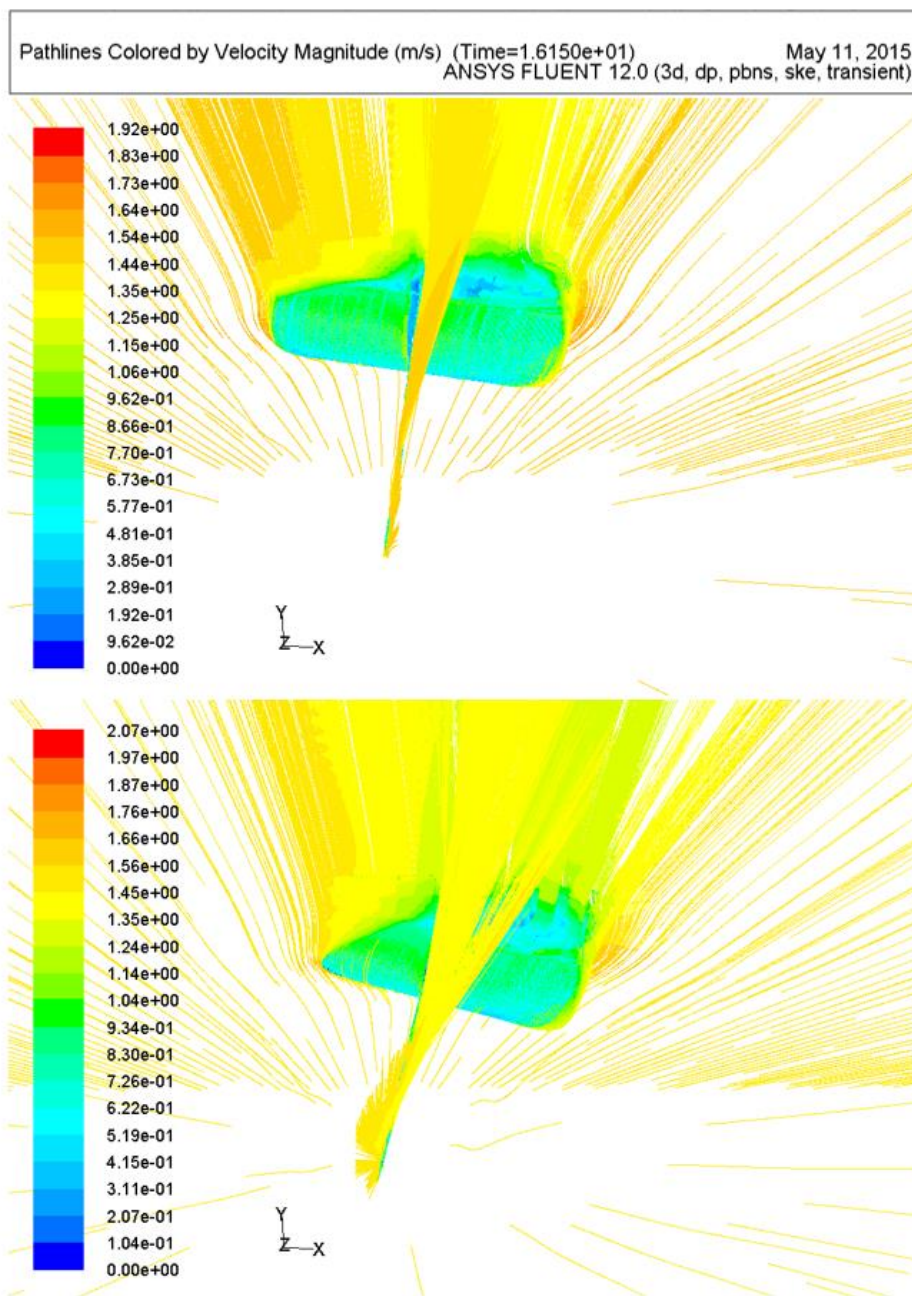 Pathlines Colored by Velocity Magnitude (m/s) (Time=1.6150e+01) May 11, 2015
ANSYS FLUENT 12.0 (3d, dp, pbns, ske, transient)
1.92e+00
1.83e+00
1.73e+00
1.64e+00
1.54e+00
1.44e+00
1.35e+00
1.25e+00
1.15e+00
1.06e+00
9.62e-01
8.66e-01
7.70e-01
6.73e-01
5.77e-01
4.81e-01
3.85e-01
2.89e-01
1.92e-01
9.62e-02
0.00e+00
Y
Z X
2.07e+00
1.97e+00
1.87e+00
1.76e+00
1.66e+00
1.56e+00
1.45e+00
1.35e+00
1.24e+00
1.14e+00
1.04e+00
9.34e-01
8.30e-01
7.26e-01
6.22e-01
5.19e-01
4.15e-01
3.11e-01
2.07e-01
1.04e-01
0.00e+00
Y
Z X